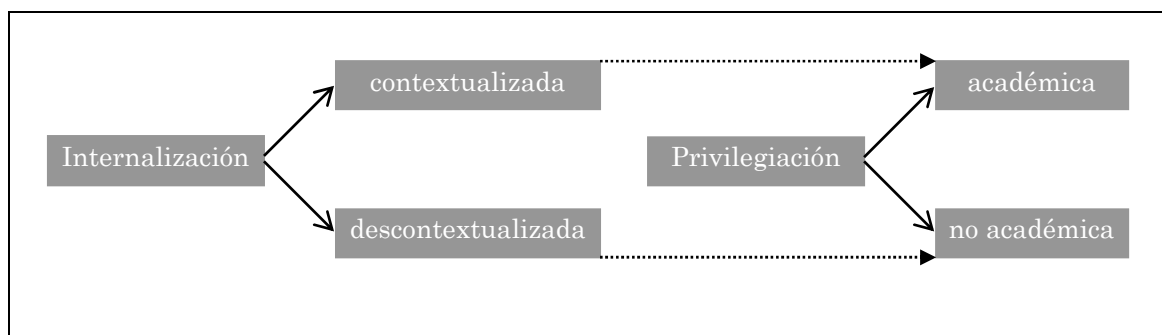 contextualizada
académica
Internalización
Privilegiación
descontextualizada
no académica